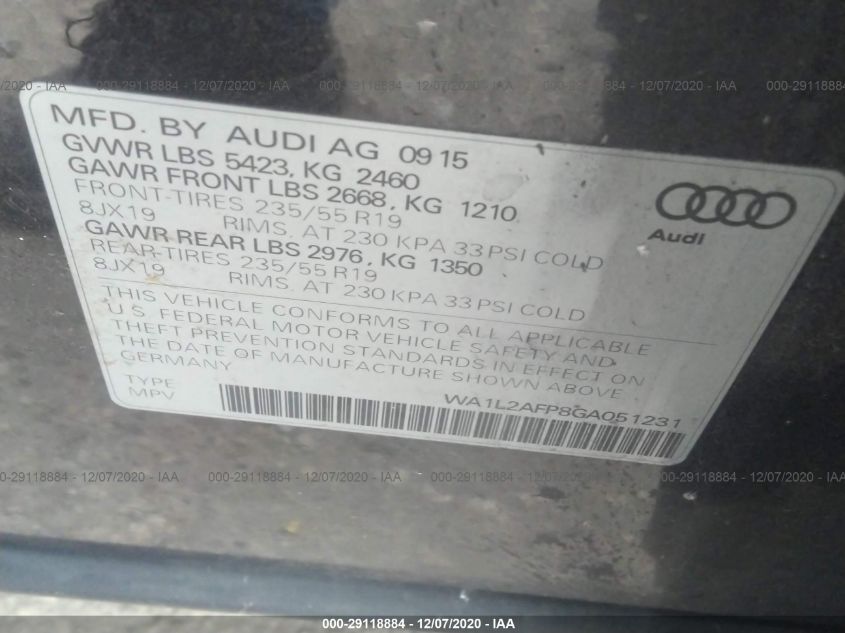 2020 - IAA 000-29118884 - 12/07/2020 - IAA 000-29118884 - 12/07/2020 - IAA 000-29118884 - 12/07/2020
MFD. BY AUDI AG 09 15
GVWR LBS 5423, KG 2460
GAWR FRONT LBS 2668, KG 1210
FRONT-TIRES 235/55 R19
8JX19 RIMS, AT 230 KPA 33 PSI COLD
GAWR REAR LBS 2976, KG 1350
REAR-TIRES 235/55 R19
8JX19 RIMS, AT 230 KPA 33 PSI COLD
Audi
THIS VEHICLE CONFORMS TO ALL APPLICABLE
U.S. FEDERAL MOTOR VEHICLE SAFETY AND
THEFT PREVENTION STANDARDS IN EFFECT ON
THE DATE OF MANUFACTURE SHOWN ABOVE
GERMANY
TYPE
MPV
WA1L2AFP8GA051231
2020 - IAA 000-29118884 - 12/07/2020 - IAA 000-29118884 - 12/07/2020 - IAA 000-29118884 - 12/07/2020
000-29118884 - 12/07/2020 - IAA